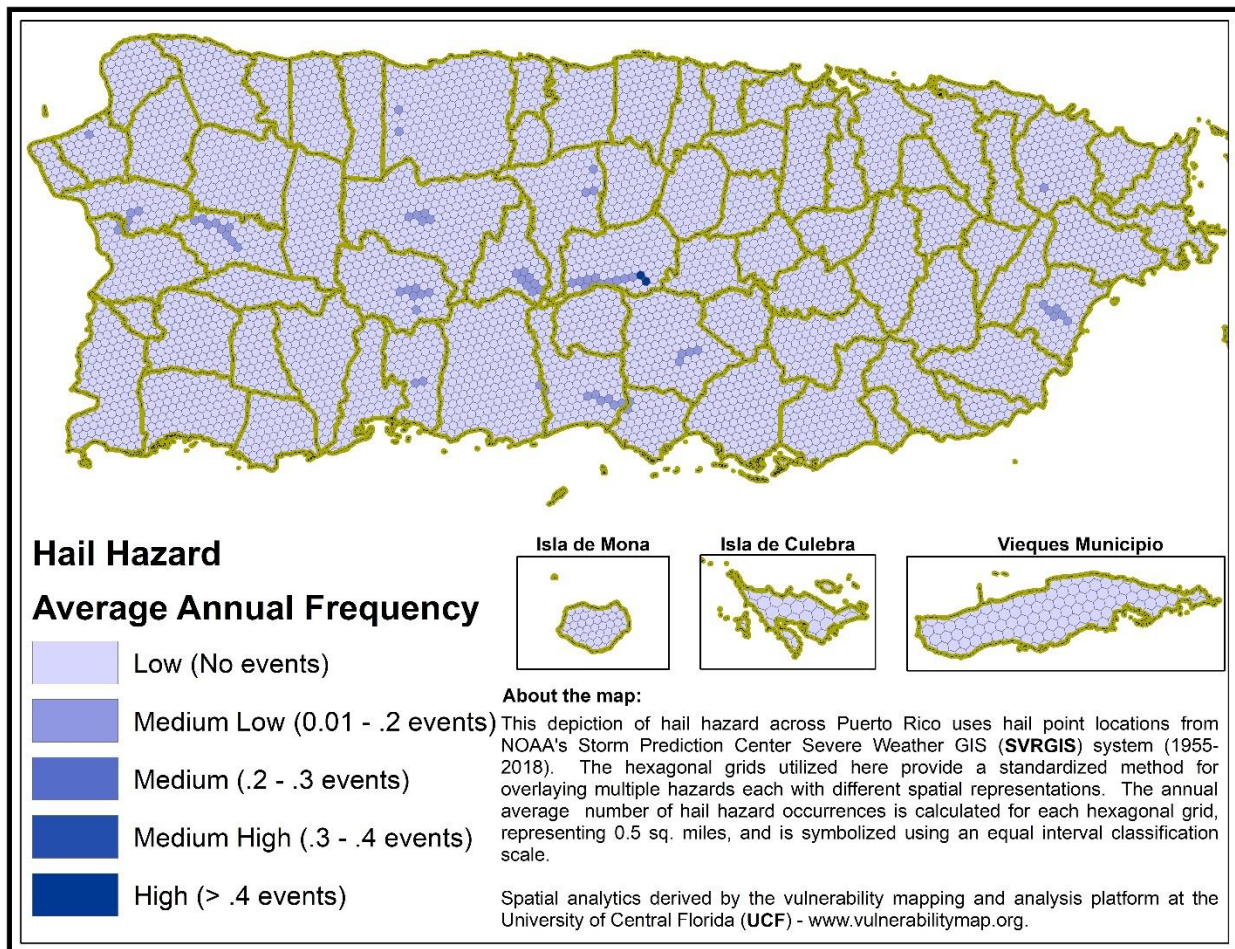 Hail Hazard
Average Annual Frequency
Low (No events)
Medium Low (0.01 - .2 events)
Medium (.2 - .3 events)
Medium High (.3 - .4 events)
High (> .4 events)
Isla de Mona
Isla de Culebra
Vieques Municipio
About the map:
This depiction of hail hazard across Puerto Rico uses hail point locations from
NOAA's Storm Prediction Center Severe Weather GIS (SVRGIS) system (1955-
2018). The hexagonal grids utilized here provide a standardized method for
overlaying multiple hazards each with different spatial representations. The annual
average number of hail hazard occurrences is calculated for each hexagonal grid,
representing 0.5 sq. miles, and is symbolized using an equal interval classification
scale.
Spatial analytics derived by the vulnerability mapping and analysis platform at the
University of Central Florida (UCF) - www.vulnerabilitymap.org.